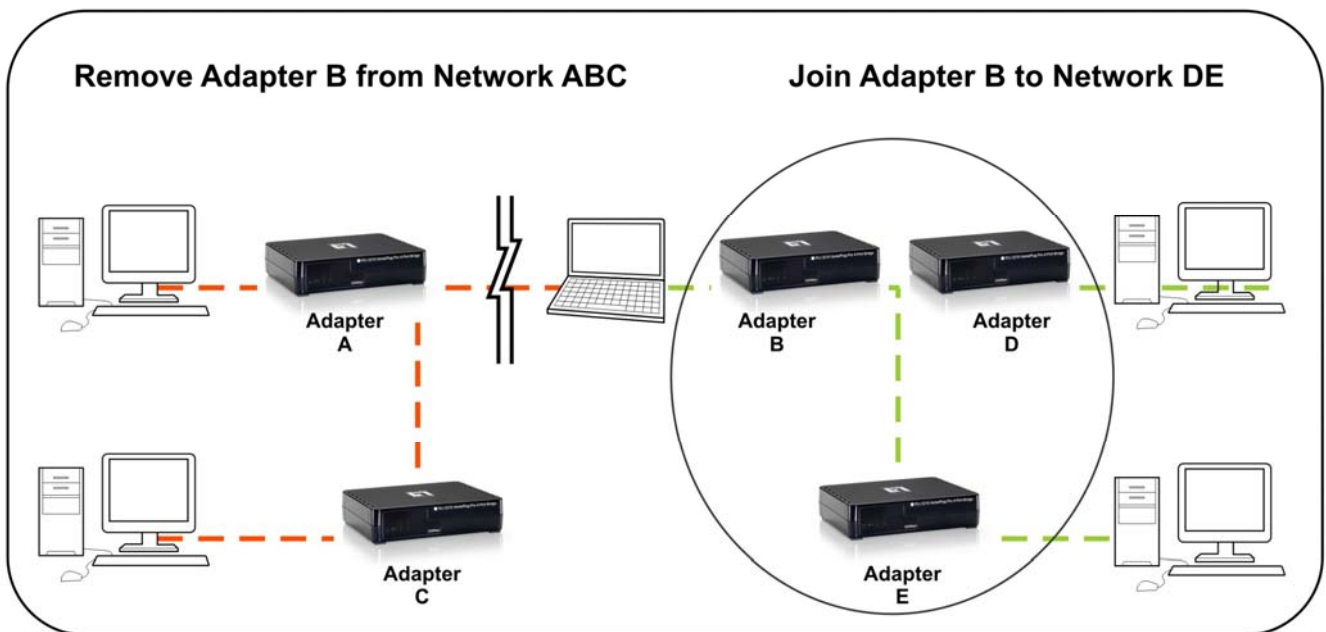 Remove Adapter B from Network ABC
Join Adapter B to Network DE
Adapter
A
Adapter
B
Adapter
D
Adapter
C
Adapter
E